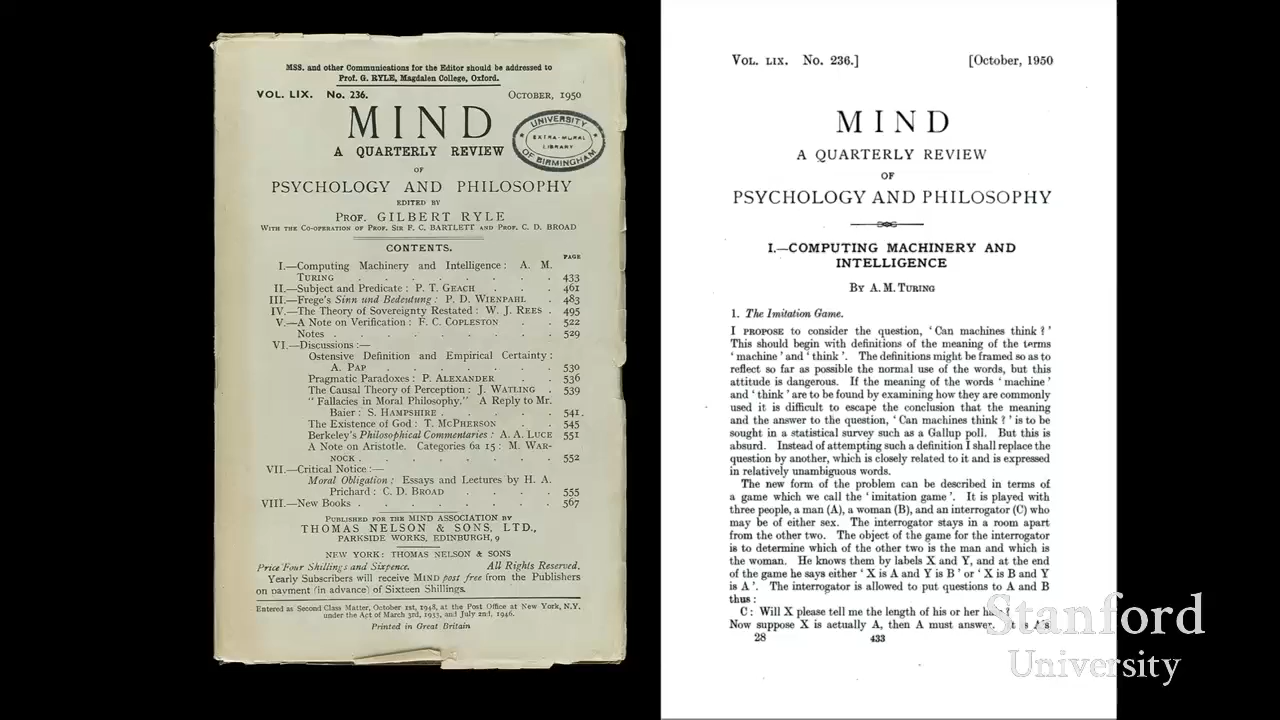 MSS. and other Communications for the Editor should be addressed to
Prof. G. RYLE, Magdalen College, Oxford.
VOL. LIX. No. 236. OCTOBER, 1950
MIND
A QUARTERLY REVIEW
OF
PSYCHOLOGY AND PHILOSOPHY
EDITED BY
PROF. GILBERT RYLE
WITH THE CO-OPERATION OF PROF. SIR F. C. BARTLETT AND PROF. C. D. BROAD
UNIVERSITY
EXTRA-MURAL
LIBRARY
OF BIRMINGHAM
CONTENTS.
PAGE
I.—Computing Machinery and Intelligence: A. M.
TURING . . . . . . . 433
II.—Subject and Predicate: P. T. GEACH . . . 461
III.—Frege's Sinn und Bedeutung: P. D. WIENPAHL . 483
IV.—The Theory of Sovereignty Restated: W. J. REES . 495
V.—A Note on Verification: F. C. COPLESTON . . 522
Notes . . . . . . . . 529
VI.—Discussions:—
Ostensive Definition and Empirical Certainty:
A. PAP . . . . . . 530
Pragmatic Paradoxes: P. ALEXANDER . . 536
The Causal Theory of Perception: J. WATLING . 539
"Fallacies in Moral Philosophy." A Reply to Mr.
Baier: S. HAMPSHIRE . . . . . 541
The Existence of God: T. MCPHERSON . . 545
Berkeley's Philosophical Commentaries: A. A. LUCE 551
A Note on Aristotle. Categories 6a 15: M. WAR-
NOCK . . . . . . . 552
VII.—Critical Notice:—
Moral Obligation: Essays and Lectures by H. A.
Prichard: C. D. BROAD . . . . 555
VIII.—New Books . . . . . . . 567
PUBLISHED FOR THE MIND ASSOCIATION BY
THOMAS NELSON & SONS, LTD.,
PARKSIDE WORKS, EDINBURGH, 9
NEW YORK: THOMAS NELSON & SONS
Price Four Shillings and Sixpence. All Rights Reserved.
Yearly Subscribers will receive MIND post free from the Publishers
on payment (in advance) of Sixteen Shillings.
Entered as Second Class Matter, October 1st, 1948, at the Post Office at New York, N.Y.
under the Act of March 3rd, 1933, and July 2nd, 1946.
Printed in Great Britain
VOL. LIX. No. 236.] [October, 1950
MIND
A QUARTERLY REVIEW
OF
PSYCHOLOGY AND PHILOSOPHY
I.—COMPUTING MACHINERY AND
INTELLIGENCE
BY A. M. TURING
1. The Imitation Game.
I PROPOSE to consider the question, 'Can machines think?'
This should begin with definitions of the meaning of the terms
'machine' and 'think'. The definitions might be framed so as to
reflect so far as possible the normal use of the words, but this
attitude is dangerous. If the meaning of the words 'machine'
and 'think' are to be found by examining how they are commonly
used it is difficult to escape the conclusion that the meaning
and the answer to the question, 'Can machines think?' is to be
sought in a statistical survey such as a Gallup poll. But this is
absurd. Instead of attempting such a definition I shall replace the
question by another, which is closely related to it and is expressed
in relatively unambiguous words.
The new form of the problem can be described in terms of
a game which we call the 'imitation game'. It is played with
three people, a man (A), a woman (B), and an interrogator (C) who
may be of either sex. The interrogator stays in a room apart
from the other two. The object of the game for the interrogator
is to determine which of the other two is the man and which is
the woman. He knows them by labels X and Y, and at the end
of the game he says either 'X is A and Y is B' or 'X is B and Y
is A'. The interrogator is allowed to put questions to A and B
thus:
C: Will X please tell me the length of his or her
Now suppose X is actually A, then A must answer. It is A's
28 433
Stanford
University